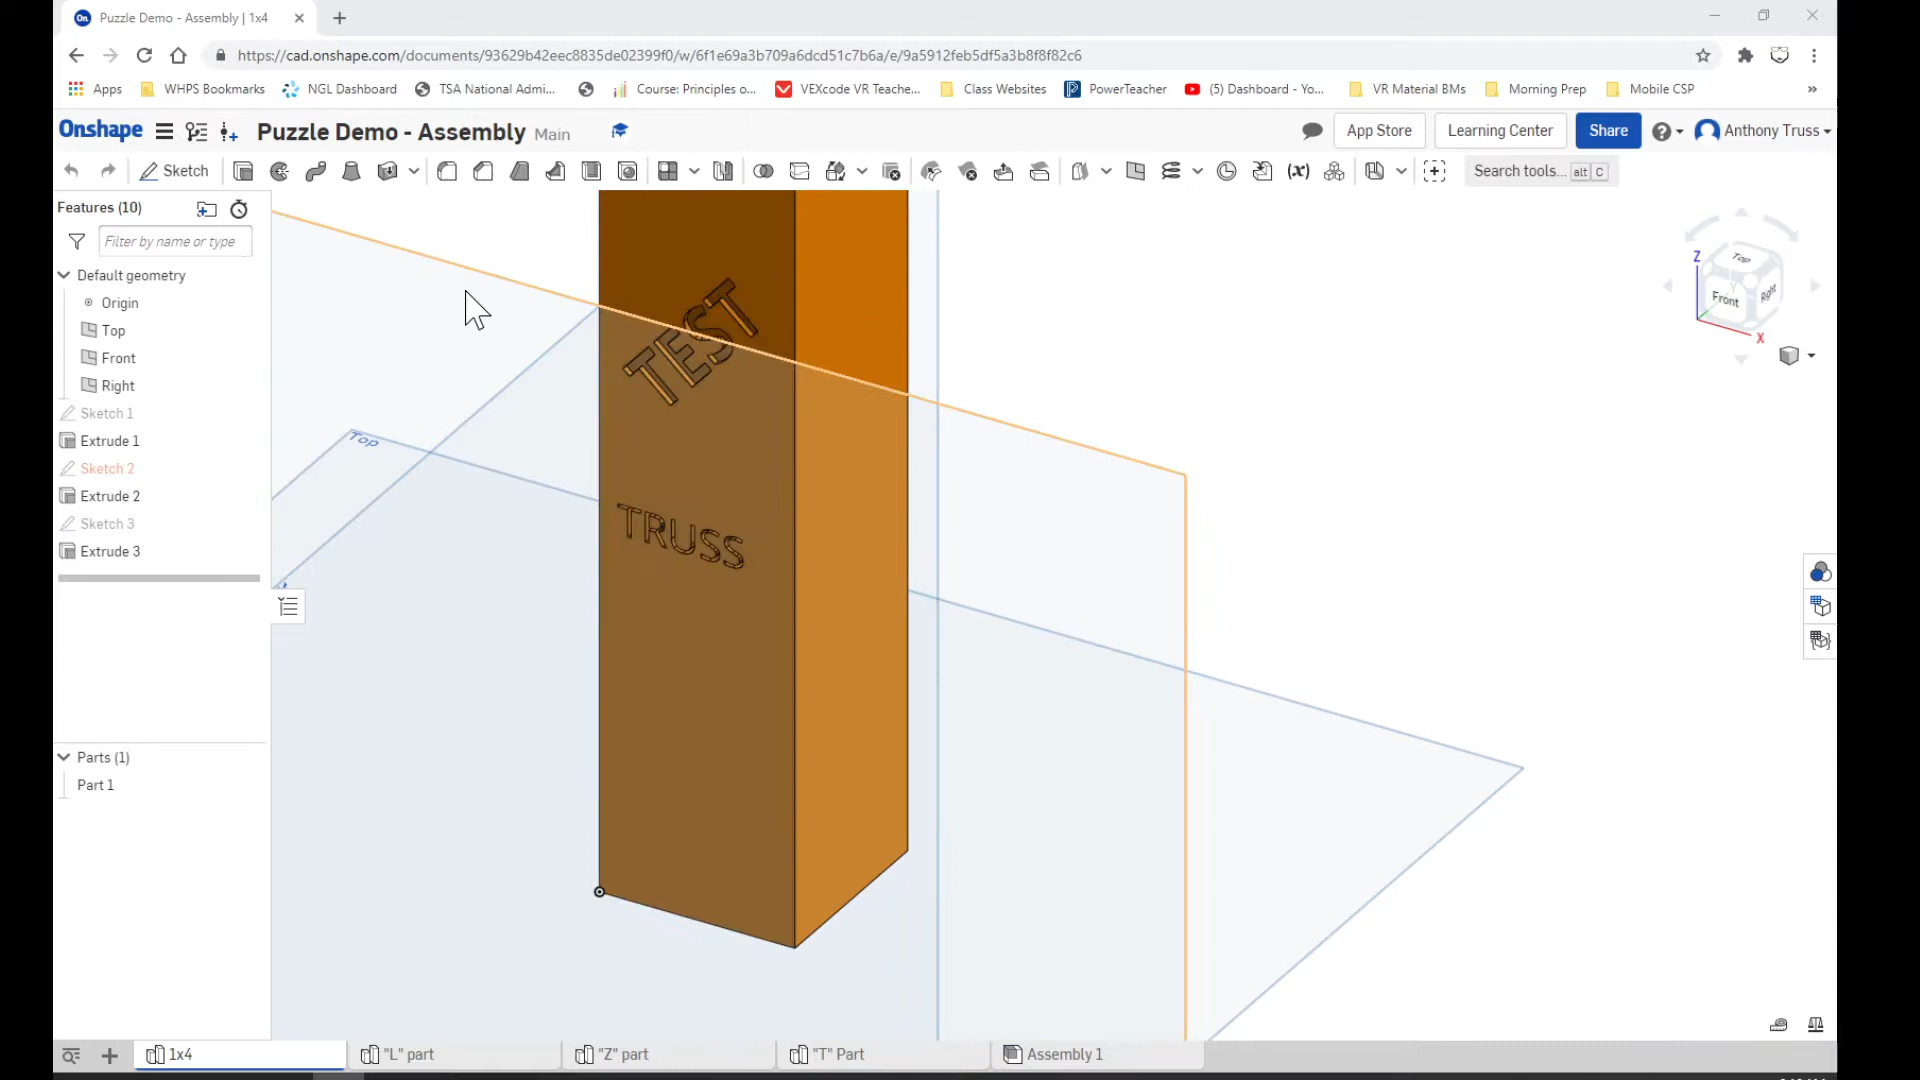 Puzzle Demo - Assembly | 1x4
https://cad.onshape.com/documents/93629b42eec8835de02399f0/w/6f1e69a3b709a6dcd51c7b6a/e/9a5912feb5df5a3b8f8f82c6
Apps WHPS Bookmarks NGL Dashboard TSA National Admi... Course: Principles o... VEXcode VR Teache... Class Websites PowerTeacher (5) Dashboard - Yo... VR Material BMs Morning Prep Mobile CSP »
Onshape Puzzle Demo - Assembly Main App Store Learning Center Share Anthony Truss
Sketch Search tools... alt C
Features (10)
Filter by name or type
Default geometry
Origin
Top
Front
Right
Sketch 1
Extrude 1
Sketch 2
Extrude 2
Sketch 3
Extrude 3
Parts (1)
Part 1
Top
TEST
TRUSS
Z
Top
Front
Right
X
1x4 "L" part "Z" part "T" Part Assembly 1